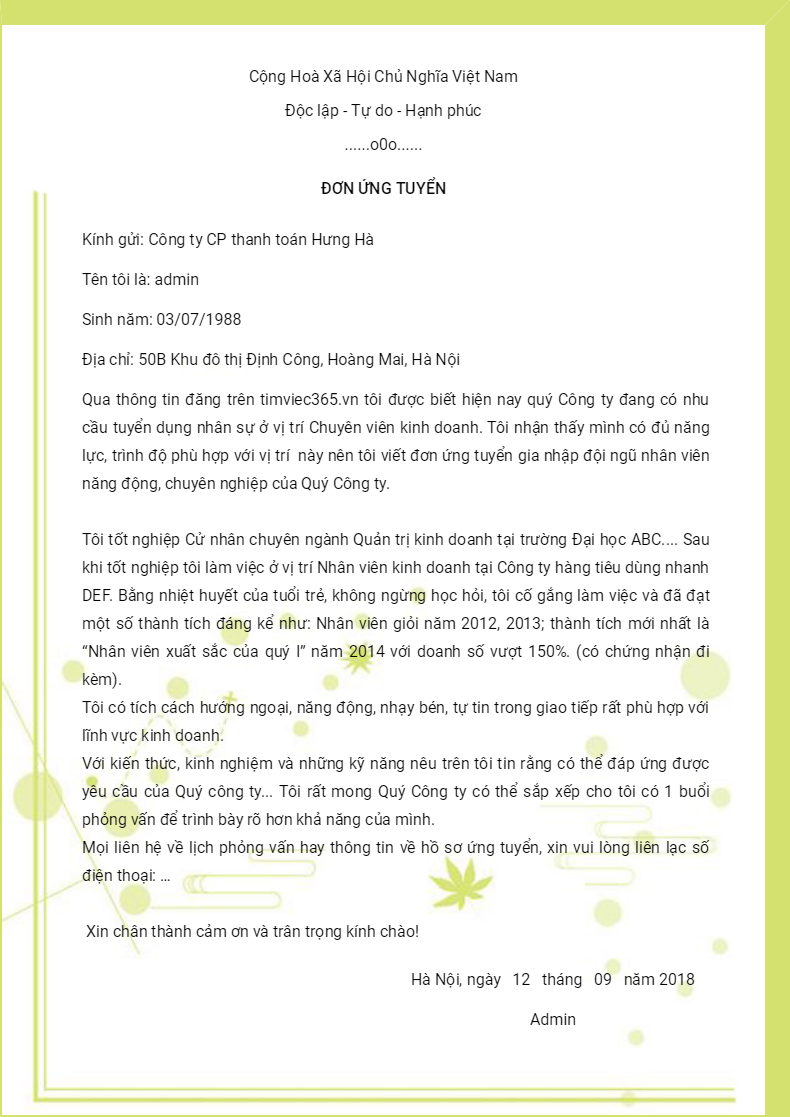 Cộng Hoà Xã Hội Chủ Nghĩa Việt Nam
Độc lập - Tự do - Hạnh phúc
......o0o......
ĐƠN ỨNG TUYỂN
Kính gửi: Công ty CP thanh toán Hưng Hà
Tên tôi là: admin
Sinh năm: 03/07/1988
Địa chỉ: 50B Khu đô thị Định Công, Hoàng Mai, Hà Nội
Qua thông tin đăng trên timviec365.vn tôi được biết hiện nay quý Công ty đang có nhu
cầu tuyển dụng nhân sự ở vị trí Chuyên viên kinh doanh. Tôi nhận thấy mình có đủ năng
lực, trình độ phù hợp với vị trí  này nên tôi viết đơn ứng tuyển gia nhập đội ngũ nhân viên
năng động, chuyên nghiệp của Quý Công ty.
Tôi tốt nghiệp Cử nhân chuyên ngành Quản trị kinh doanh tại trường Đại học ABC.... Sau
khi tốt nghiệp tôi làm việc ở vị trí Nhân viên kinh doanh tại Công ty hàng tiêu dùng nhanh
DEF. Bằng nhiệt huyết của tuổi trẻ, không ngừng học hỏi, tôi cố gắng làm việc và đã đạt
một số thành tích đáng kể như: Nhân viên giỏi năm 2012, 2013; thành tích mới nhất là
“Nhân viên xuất sắc của quý I” năm 2014 với doanh số vượt 150%. (có chứng nhận đi
kèm).
Tôi có tích cách hướng ngoại, năng động, nhạy bén, tự tin trong giao tiếp rất phù hợp với
lĩnh vực kinh doanh.
Với kiến thức, kính nghiệm và những kỹ năng nêu trên tôi tin rằng có thể đáp ứng được
yêu cầu của Quý công ty... Tôi rất mong Quý Công ty có thể sắp xếp cho tôi có 1 buổi
phỏng vấn để trình bày rõ hơn khả năng của mình.
Mọi liên hệ về lịch phỏng vấn hay thông tin về hồ sơ ứng tuyển, xin vui lòng liên lạc số
điện thoại: ...
Xin chân thành cảm ơn và trân trọng kính chào!
Hà Nội, ngày 12 tháng 09 năm 2018
Admin